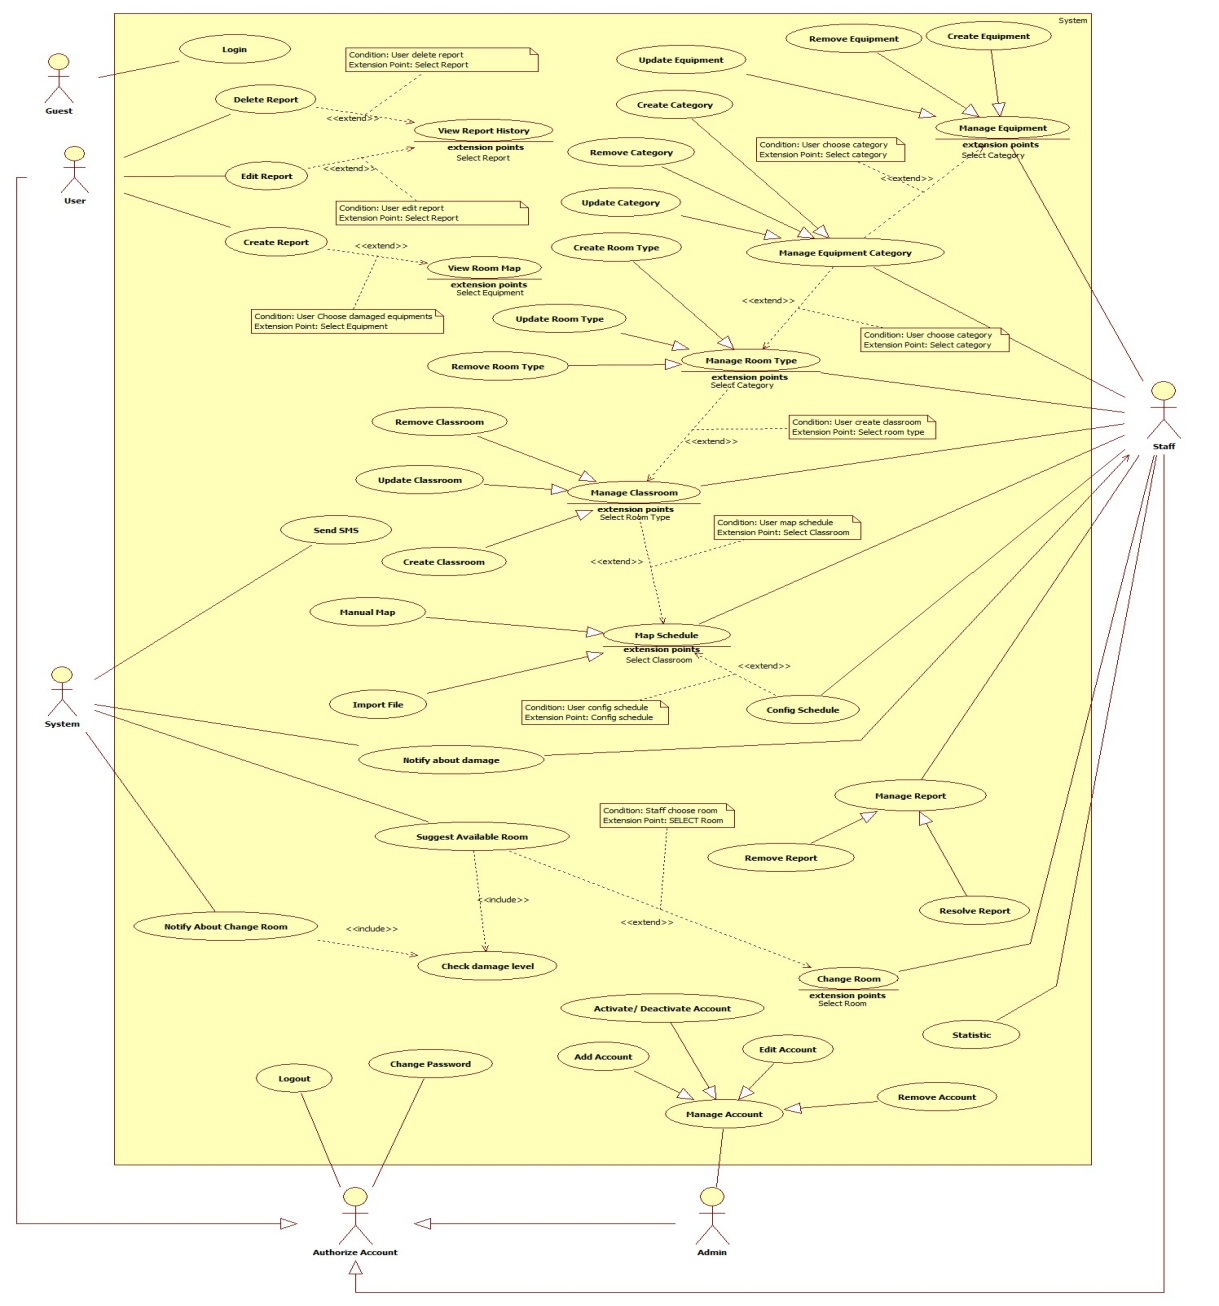 System
Login
Guest
Condition: User delete report
Extension Point: Select Report
Remove Equipment
Create Equipment
Update Equipment
Delete Report
Create Category
<<extend>>
View Report History
extension points
Select Report
Manage Equipment
extension points
Select Category
Condition: User choose category
Extension Point: Select category
Remove Category
<<extend>>
Edit Report
User
<<extend>>
Update Category
Condition: User edit report
Extension Point: Select Report
Create Report
<<extend>>
Create Room Type
Manage Equipment Category
View Room Map
extension points
Select Equipment
<<extend>>
Condition: User Choose damaged equipments
Extension Point: Select Equipment
Update Room Type
Condition: User choose category
Extension Point: Select category
Remove Room Type
Manage Room Type
extension points
Select Category
Remove Classroom
Condition: User create classroom
Extension Point: Select room type
<<extend>>
Staff
Update Classroom
Manage Classroom
extension points
Select Room Type
Send SMS
Condition: User map schedule
Extension Point: Select Classroom
Create Classroom
<<extend>>
Manual Map
Map Schedule
extension points
Select Classroom
<<extend>>
Import File
Condition: User config schedule
Extension Point: Config schedule
Config Schedule
System
Notify about damage
Manage Report
Condition: Staff choose room
Extension Point: SELECT Room
Suggest Available Room
Remove Report
<<include>>
Resolve Report
Notify About Change Room
<<include>>
<<extend>>
Check damage level
Change Room
extension points
Select Room
Activate/ Deactivate Account
Statistic
Add Account
Edit Account
Logout
Change Password
Remove Account
Manage Account
Authorize Account
Admin